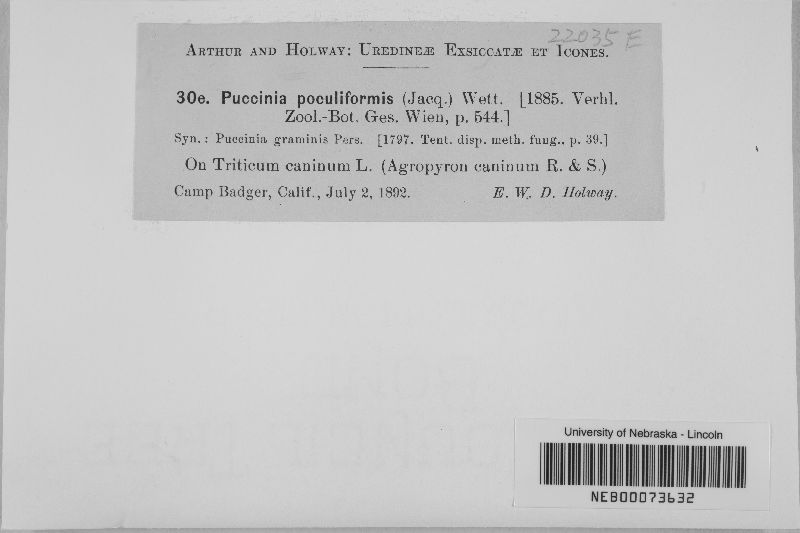 22035 E
ARTHUR AND HOLWAY: UREDINEÆ EXSICCATÆ ET ICONES.
30e. Puccinia poculiformis (Jacq.) Wett. [1885. Verhl.
Zool.-Bot. Ges. Wien, p. 544.]
Syn.: Puccinia graminis Pers. [1797. Tent. disp. meth. fung., p. 39.]
On Triticum caninum L. (Agropyron caninum R. & S.)
Camp Badger, Calif., July 2, 1892. E. W. D. Holway.
University of Nebraska - Lincoln
NEB00073632